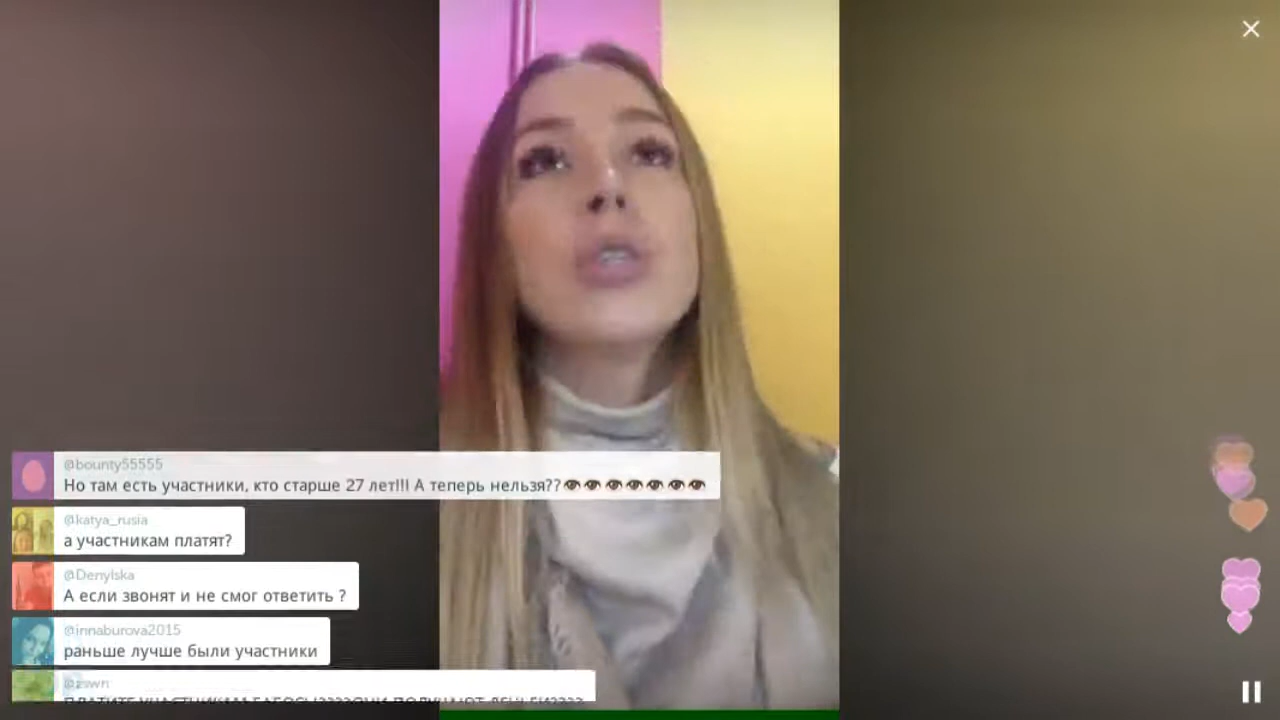 @bounty55555
Но там есть участники, кто старше 27 лет!!! А теперь нельзя??👁👁👁👁👁👁👁
@katya_rusia
а участникам платят?
@Denylska
А если звонят и не смог ответить ?
@innaburova2015
раньше лучше были участники
@zswn